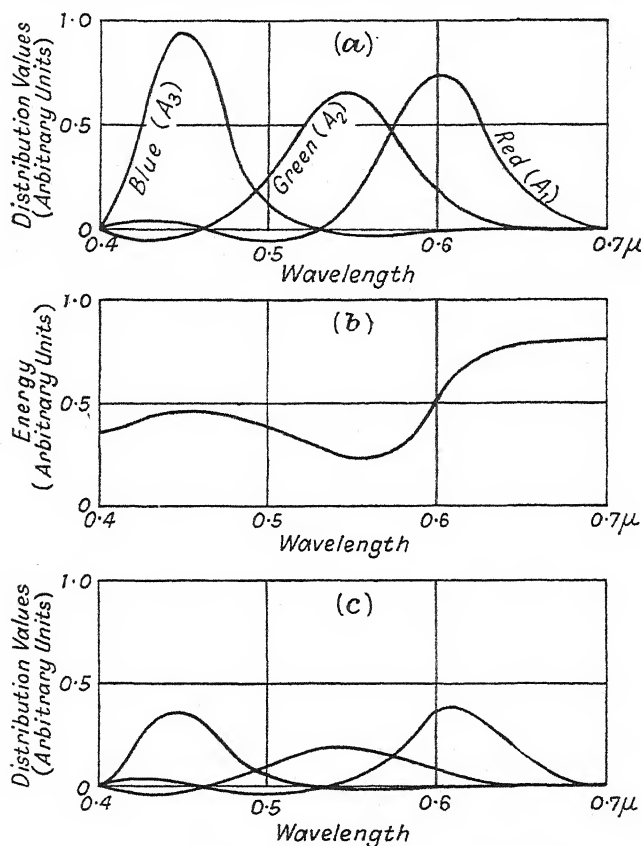 Distribution Values
(Arbitrary Units)
1.0
0.5
0
(a)
Blue (A3)
Green (A2)
Red (A1)
0.4
0.5
0.6
0.7μ
Wavelength
Energy
(Arbitrary Units)
1.0
0.5
0
(b)
0.4
0.5
0.6
0.7μ
Wavelength
Distribution Values
(Arbitrary Units)
1.0
0.5
0
(c)
0.4
0.5
0.6
0.7μ
Wavelength